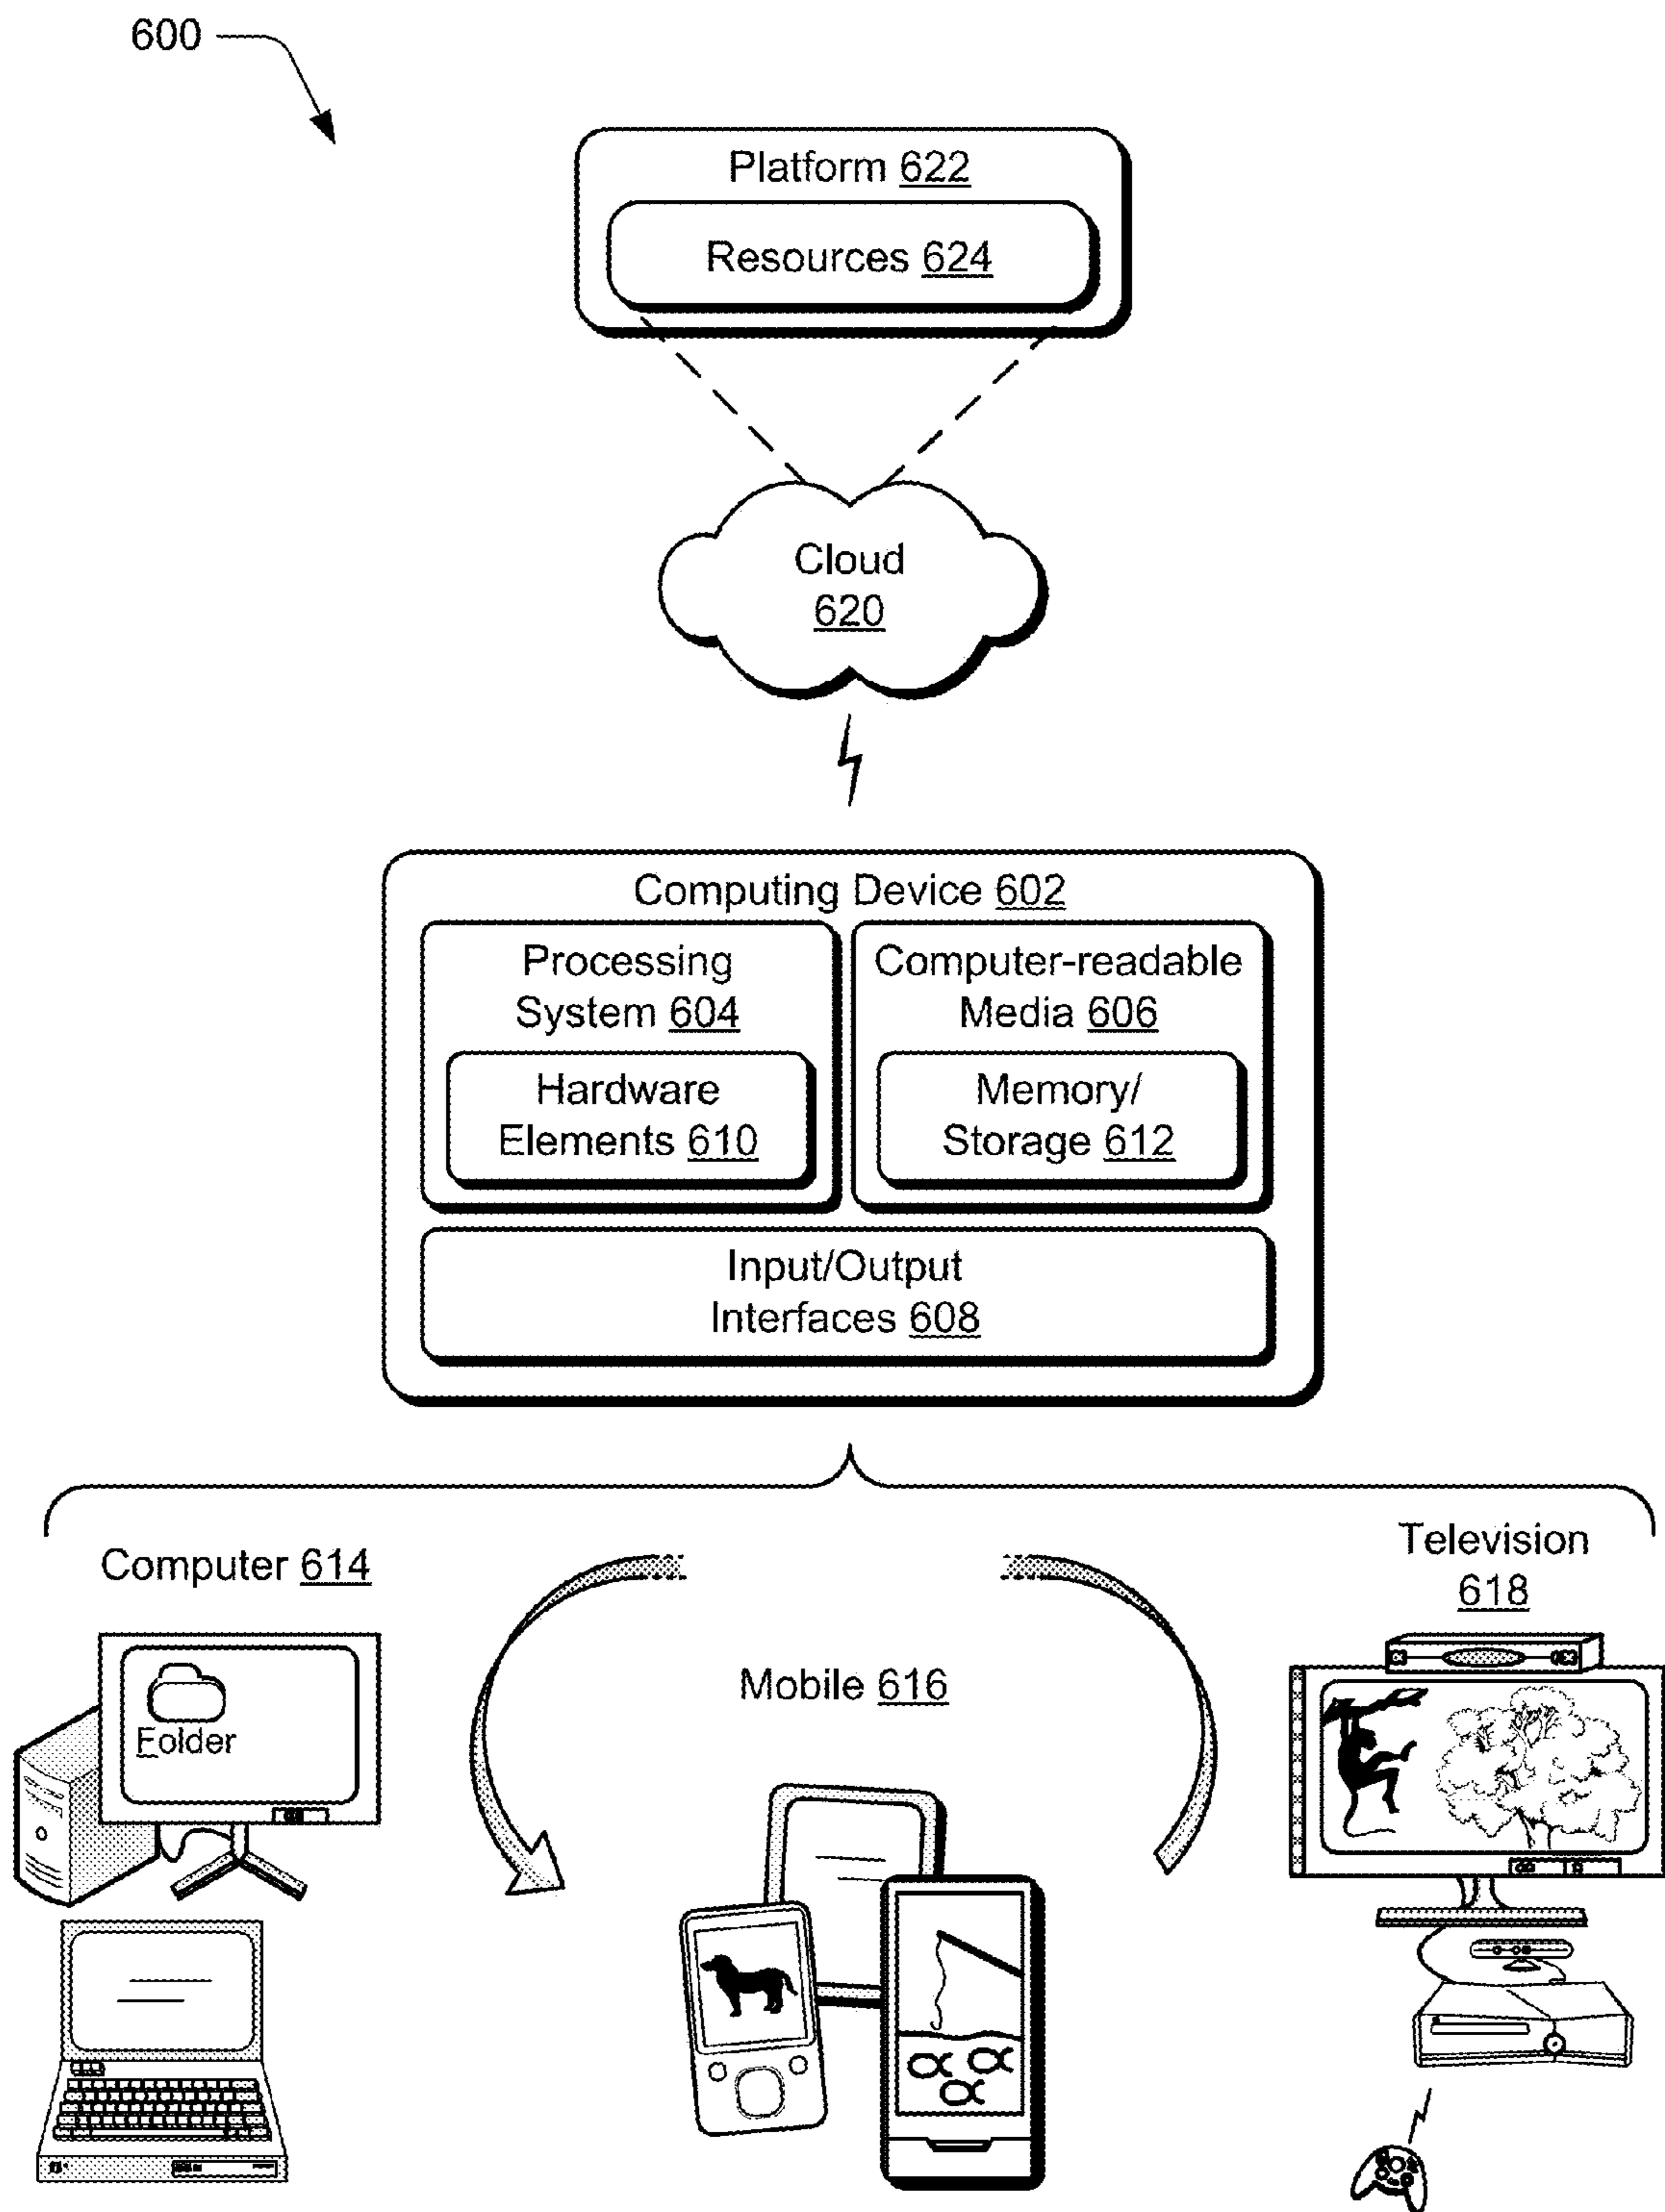 600
Platform 622
Resources 624
Cloud
620
Computing Device 602
Processing
System 604
Hardware
Elements 610
Computer-readable
Media 606
Memory/
Storage 612
Input/Output
Interfaces 608
Computer 614
Folder
Mobile 616
Television
618